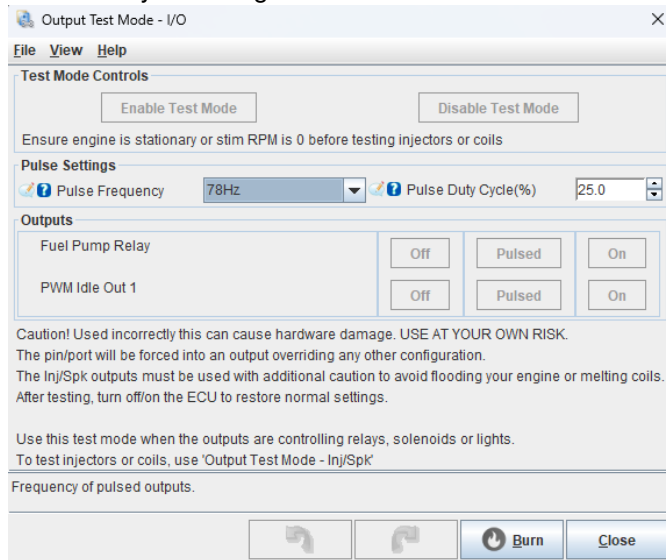 Output Test Mode - I/O
File View Help
Test Mode Controls
Enable Test Mode Disable Test Mode
Ensure engine is stationary or stim RPM is 0 before testing injectors or coils
Pulse Settings
Pulse Frequency 78Hz Pulse Duty Cycle(%) 25.0
Outputs
Fuel Pump Relay Off Pulsed On
PWM Idle Out 1 Off Pulsed On
Caution! Used incorrectly this can cause hardware damage. USE AT YOUR OWN RISK.
The pin/port will be forced into an output overriding any other configuration.
The Inj/Spk outputs must be used with additional caution to avoid flooding your engine or melting coils.
After testing, turn off/on the ECU to restore normal settings.
Use this test mode when the outputs are controlling relays, solenoids or lights.
To test injectors or coils, use 'Output Test Mode - Inj/Spk'
Frequency of pulsed outputs.
Burn Close